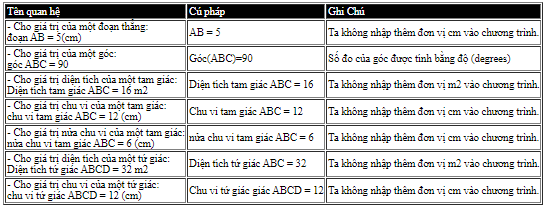 Tên quan hệ	Cú pháp	Ghi Chú
- Cho giá trị của một đoạn thẳng:
đoạn AB = 5(cm)	AB = 5	Ta không nhập thêm đơn vị cm vào chương trình.
- Cho giá trị của một góc:
góc ABC = 90	Góc(ABC)=90	Số đo của góc được tính bằng độ (degrees)
- Cho giá trị diện tích của một tam giác:
Diện tích tam giác ABC = 16 m2	Diện tích tam giác ABC = 16	Ta không nhập thêm đơn vị m2 vào chương trình.
- Cho giá trị chu vi của một tam giác:
chu vi tam giác ABC = 12 (cm)	Chu vi tam giác ABC = 12	Ta không nhập thêm đơn vị cm vào chương trình.
- Cho giá trị nửa chu vi của một tam giác:
nửa chu vi tam giác ABC = 6 (cm)	nửa chu vi tam giác ABC = 6	Ta không nhập thêm đơn vị cm vào chương trình.
- Cho giá trị diện tích của một tứ giác:
Diện tích tứ giác ABCD = 32 m2	Diện tích tứ giác ABC = 32	Ta không nhập thêm đơn vị m2 vào chương trình.
- Cho giá trị chu vi của một tứ giác:
chu vi tứ giác ABCD = 12 (cm)	Chu vi tứ giác giác ABCD = 12	Ta không nhập thêm đơn vị cm vào chương trình.